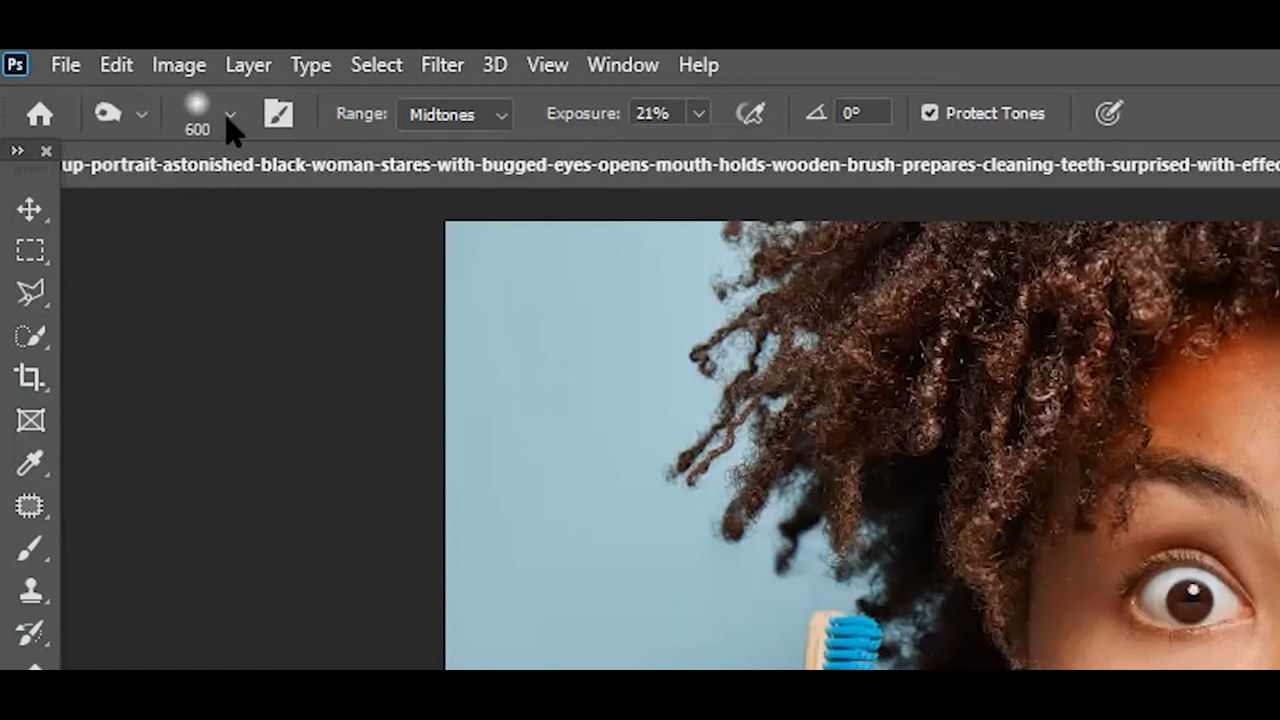 Ps File Edit Image Layer Type Select Filter 3D View Window Help
600 Range: Midtones Exposure: 21% 0° Protect Tones
up-portrait-astonished-black-woman-stares-with-bugged-eyes-opens-mouth-holds-wooden-brush-prepares-cleaning-teeth-surprised-with-effec